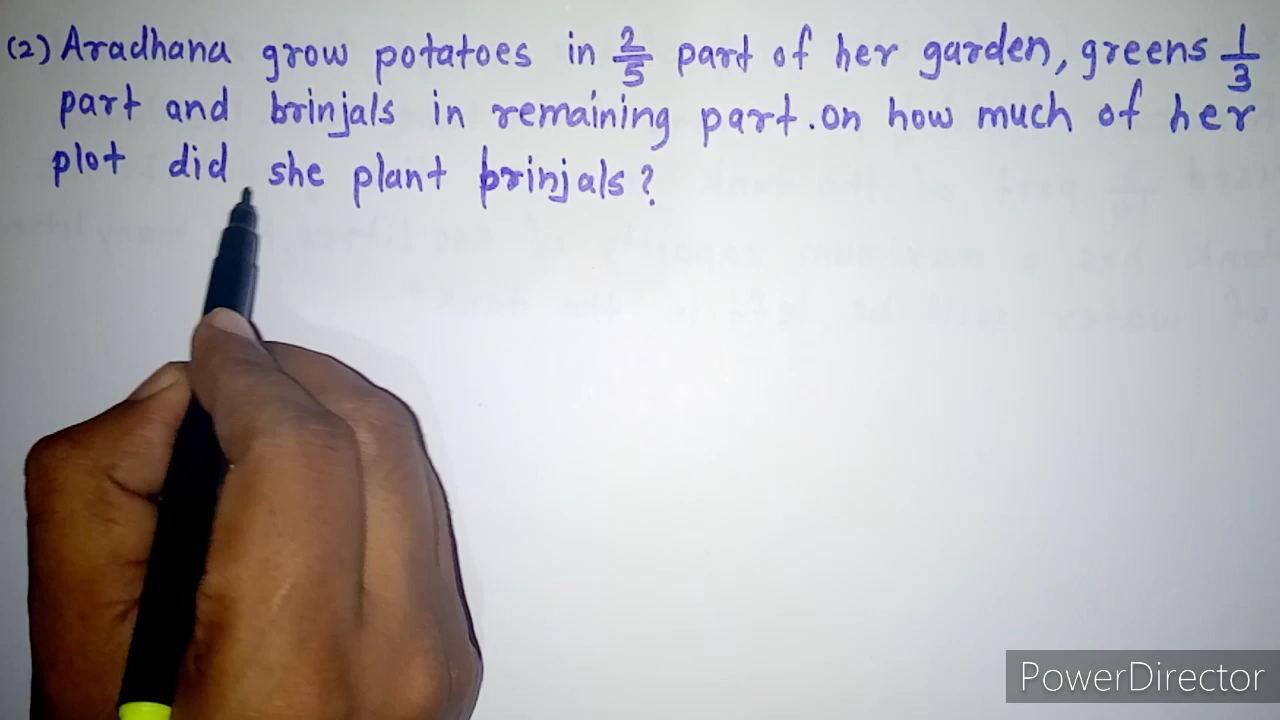 (2) Aradhana grow potatoes in 2/5 part of her garden, greens 1/3
part and brinjals in remaining part. on how much of her
plot did she plant brinjals?
PowerDirector